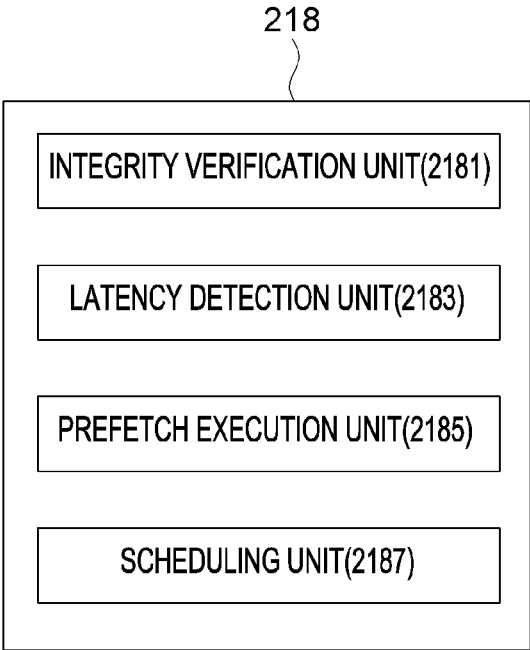 218
INTEGRITY VERIFICATION UNIT(2181)
LATENCY DETECTION UNIT(2183)
PREFETCH EXECUTION UNIT(2185)
SCHEDULING UNIT(2187)